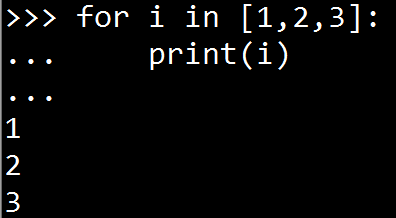 >>> for i in [1,2,3]:
...     print(i)
...
1
2
3